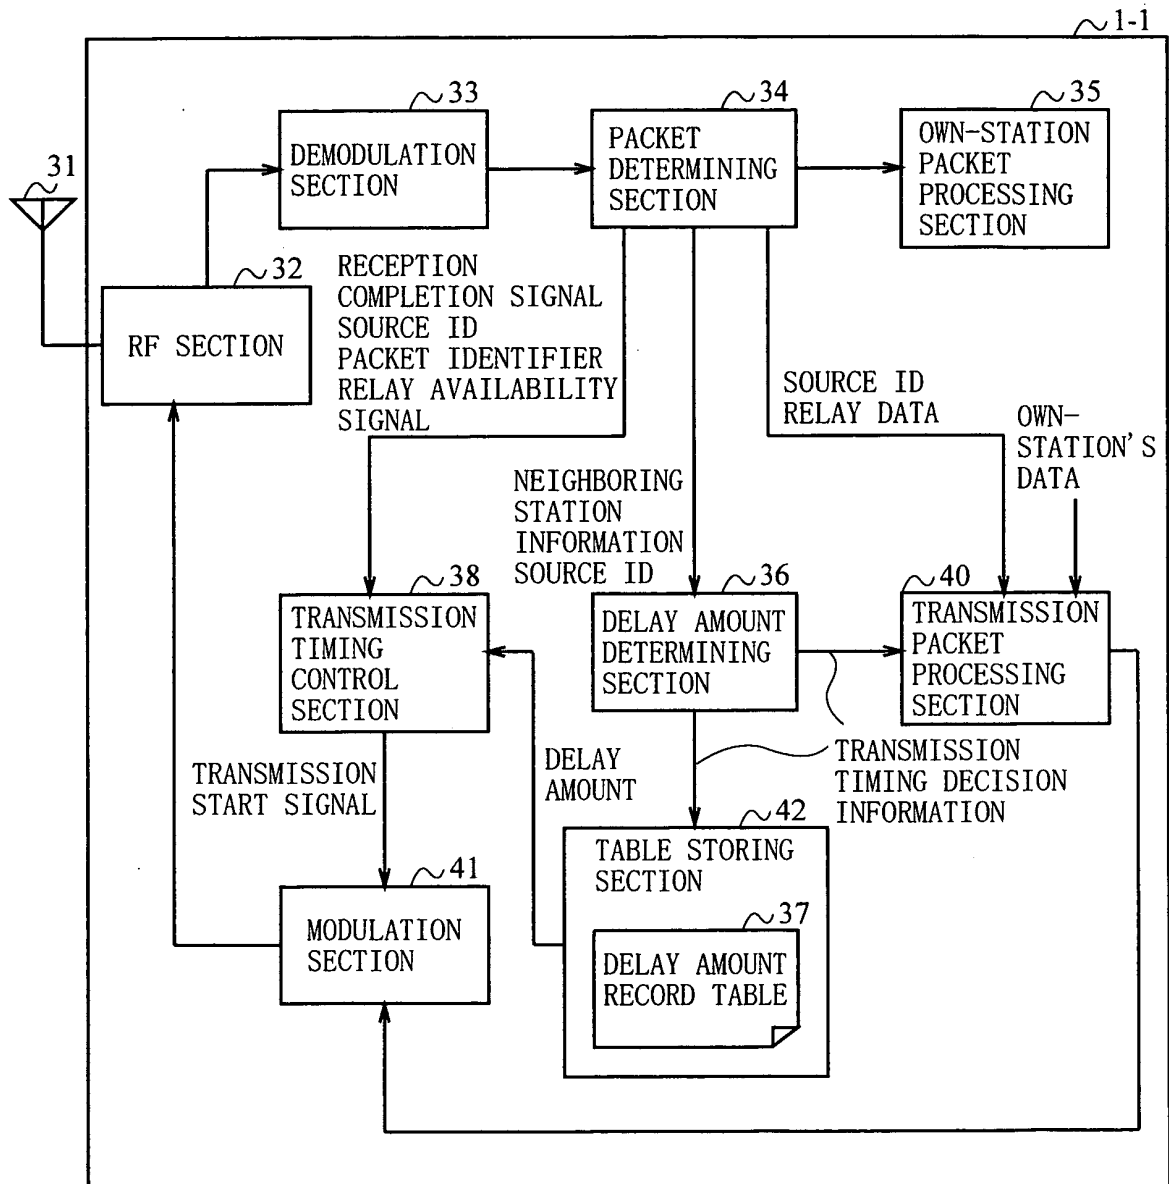 1-1
33
34
35
31
DEMODULATION
SECTION
PACKET
DETERMINING
SECTION
OWN-STATION
PACKET
PROCESSING
SECTION
32
RF SECTION
RECEPTION
COMPLETION SIGNAL
SOURCE ID
PACKET IDENTIFIER
RELAY AVAILABILITY
SIGNAL
SOURCE ID
RELAY DATA
OWN-
STATION'S
DATA
NEIGHBORING
STATION
INFORMATION
SOURCE ID
38
36
40
TRANSMISSION
TIMING
CONTROL
SECTION
DELAY AMOUNT
DETERMINING
SECTION
TRANSMISSION
PACKET
PROCESSING
SECTION
TRANSMISSION
START SIGNAL
DELAY
AMOUNT
TRANSMISSION
TIMING DECISION
INFORMATION
42
TABLE STORING
SECTION
41
MODULATION
SECTION
37
DELAY AMOUNT
RECORD TABLE